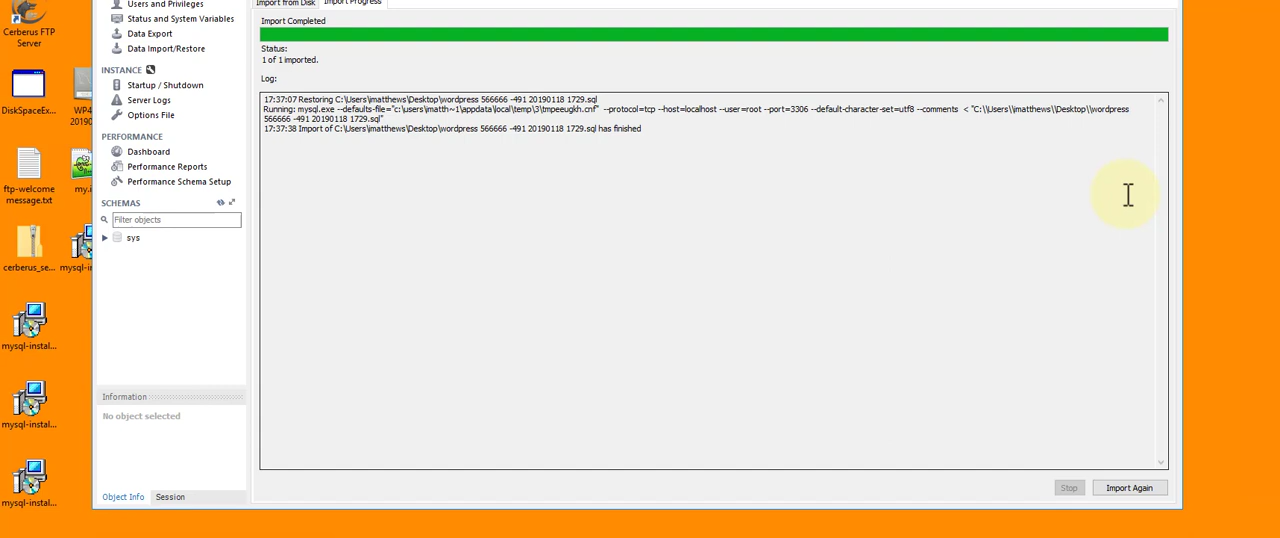 Cerberus FTP
Server
DiskSpaceEx...
WP4
20190
ftp-welcome
message.txt
my.i
cerberus_se...
mysql-in
mysql-instal...
mysql-instal...
mysql-instal...
Users and Privileges
Status and System Variables
Data Export
Data Import/Restore
INSTANCE
Startup / Shutdown
Server Logs
Options File
PERFORMANCE
Dashboard
Performance Reports
Performance Schema Setup
SCHEMAS
Filter objects
sys
Information
No object selected
Object Info
Session
Import from Disk
Import Progress
Import Completed
Status:
1 of 1 imported.
Log:
17:37:07 Restoring C:\Users\matthews\Desktop\wordpress 566666 -491 20190118 1729.sql
Running: mysql.exe --defaults-file="c:\users\matth~1\appdata\local\temp\3\tmpeeugkh.cnf"  --protocol=tcp --host=localhost --user=root --port=3306 --default-character-set=utf8 --comments  < "C:\\Users\\matthews\\Desktop\\wordpress
566666 -491 20190118 1729.sql"
17:37:38 Import of C:\Users\matthews\Desktop\wordpress 566666 -491 20190118 1729.sql has finished
Stop
Import Again